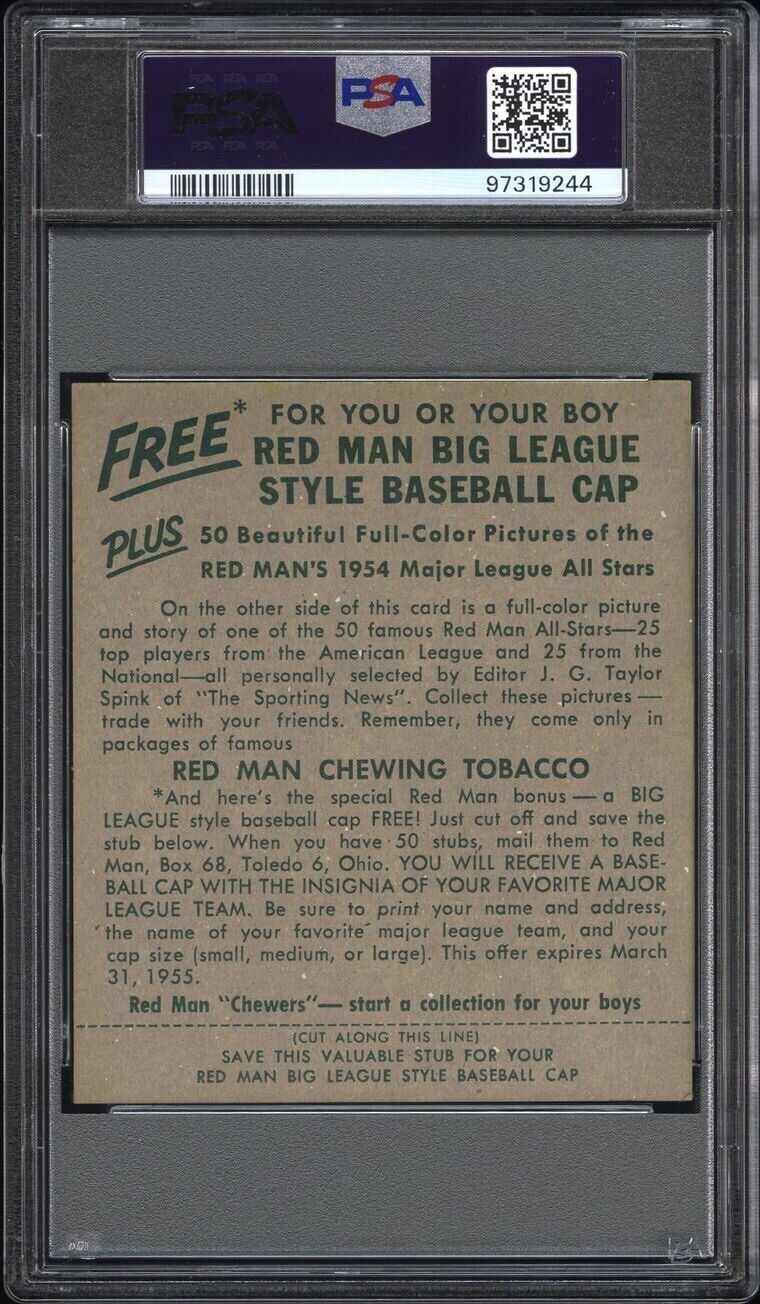 PSA PSA PSA
PSA
PSA PSA PSA
PSA
97319244
FREE* FOR YOU OR YOUR BOY
RED MAN BIG LEAGUE
STYLE BASEBALL CAP
PLUS 50 Beautiful Full-Color Pictures of the
RED MAN'S 1954 Major League All Stars
On the other side of this card is a full-color picture
and story of one of the 50 famous Red Man All-Stars—25
top players from the American League and 25 from the
National—all personally selected by Editor J. G. Taylor
Spink of "The Sporting News". Collect these pictures—
trade with your friends. Remember, they come only in
packages of famous
RED MAN CHEWING TOBACCO
*And here's the special Red Man bonus—a BIG
LEAGUE style baseball cap FREE! Just cut off and save the
stub below. When you have 50 stubs, mail them to Red
Man, Box 68, Toledo 6, Ohio. YOU WILL RECEIVE A BASE-
BALL CAP WITH THE INSIGNIA OF YOUR FAVORITE MAJOR
LEAGUE TEAM. Be sure to print your name and address,
the name of your favorite major league team, and your
cap size (small, medium, or large). This offer expires March
31, 1955.
Red Man "Chewers"—start a collection for your boys
(CUT ALONG THIS LINE)
SAVE THIS VALUABLE STUB FOR YOUR
RED MAN BIG LEAGUE STYLE BASEBALL CAP